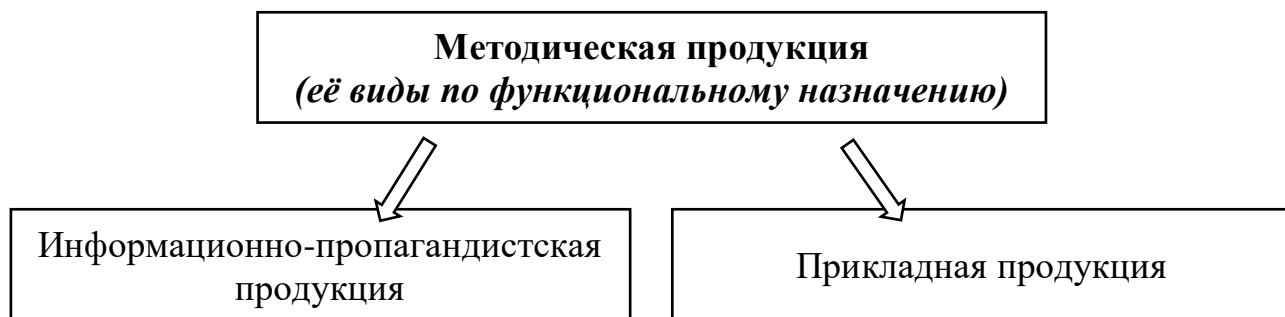 Методическая продукция
(её виды по функциональному назначению)
Информационно-пропагандистская
продукция
Прикладная продукция